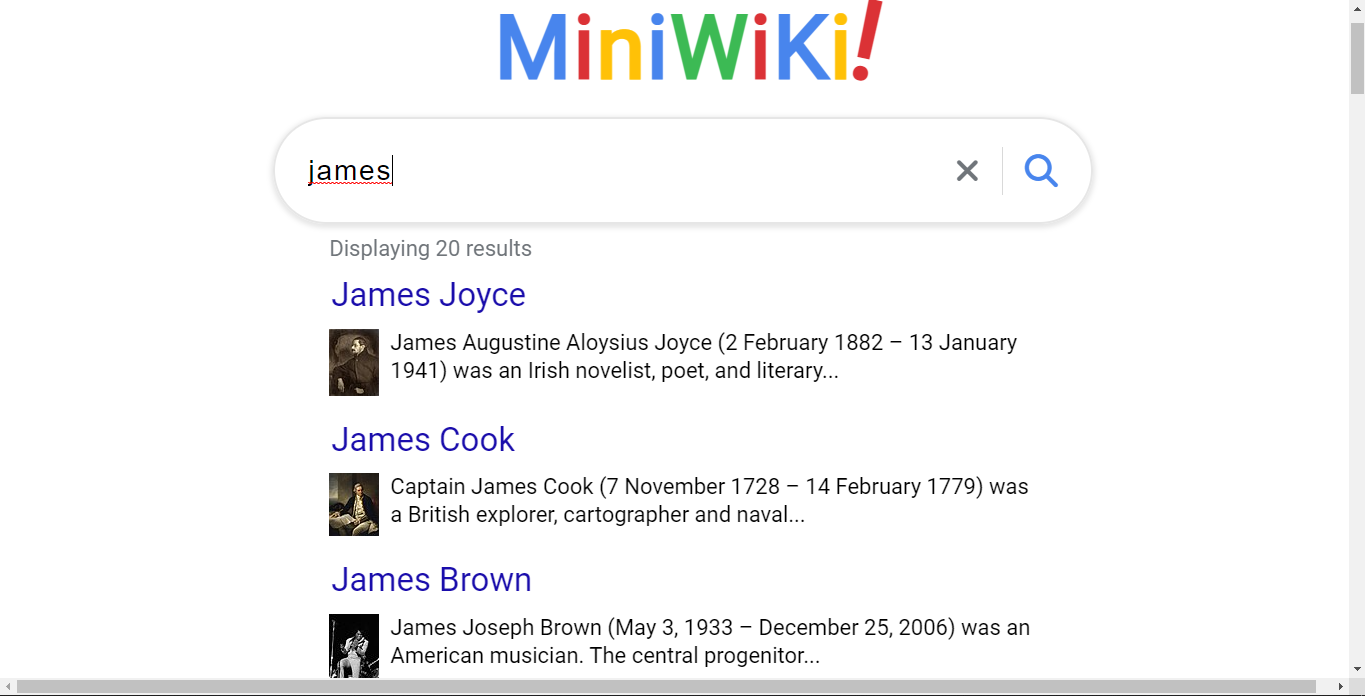 MiniWiKi!
james
Displaying 20 results
James Joyce
James Augustine Aloysius Joyce (2 February 1882 – 13 January
1941) was an Irish novelist, poet, and literary...
James Cook
Captain James Cook (7 November 1728 – 14 February 1779) was
a British explorer, cartographer and naval...
James Brown
James Joseph Brown (May 3, 1933 – December 25, 2006) was an
American musician. The central progenitor...